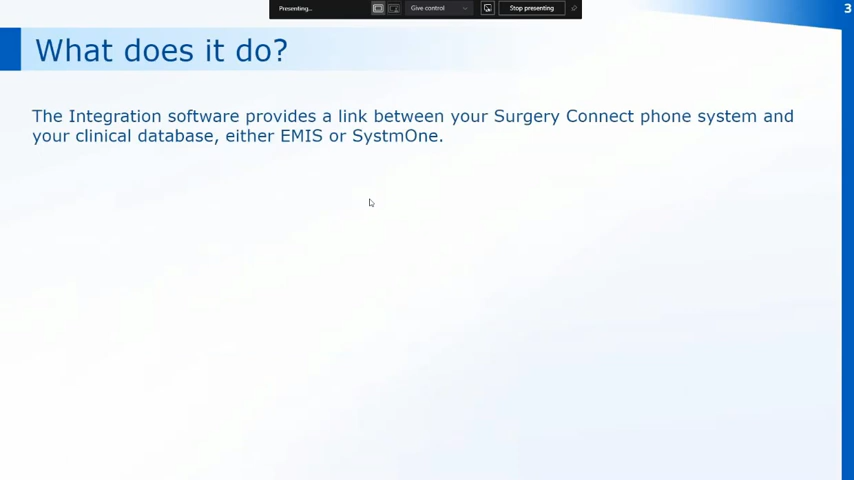 Presenting...
Give control
Stop presenting
3
What does it do?
The Integration software provides a link between your Surgery Connect phone system and
your clinical database, either EMIS or SystmOne.